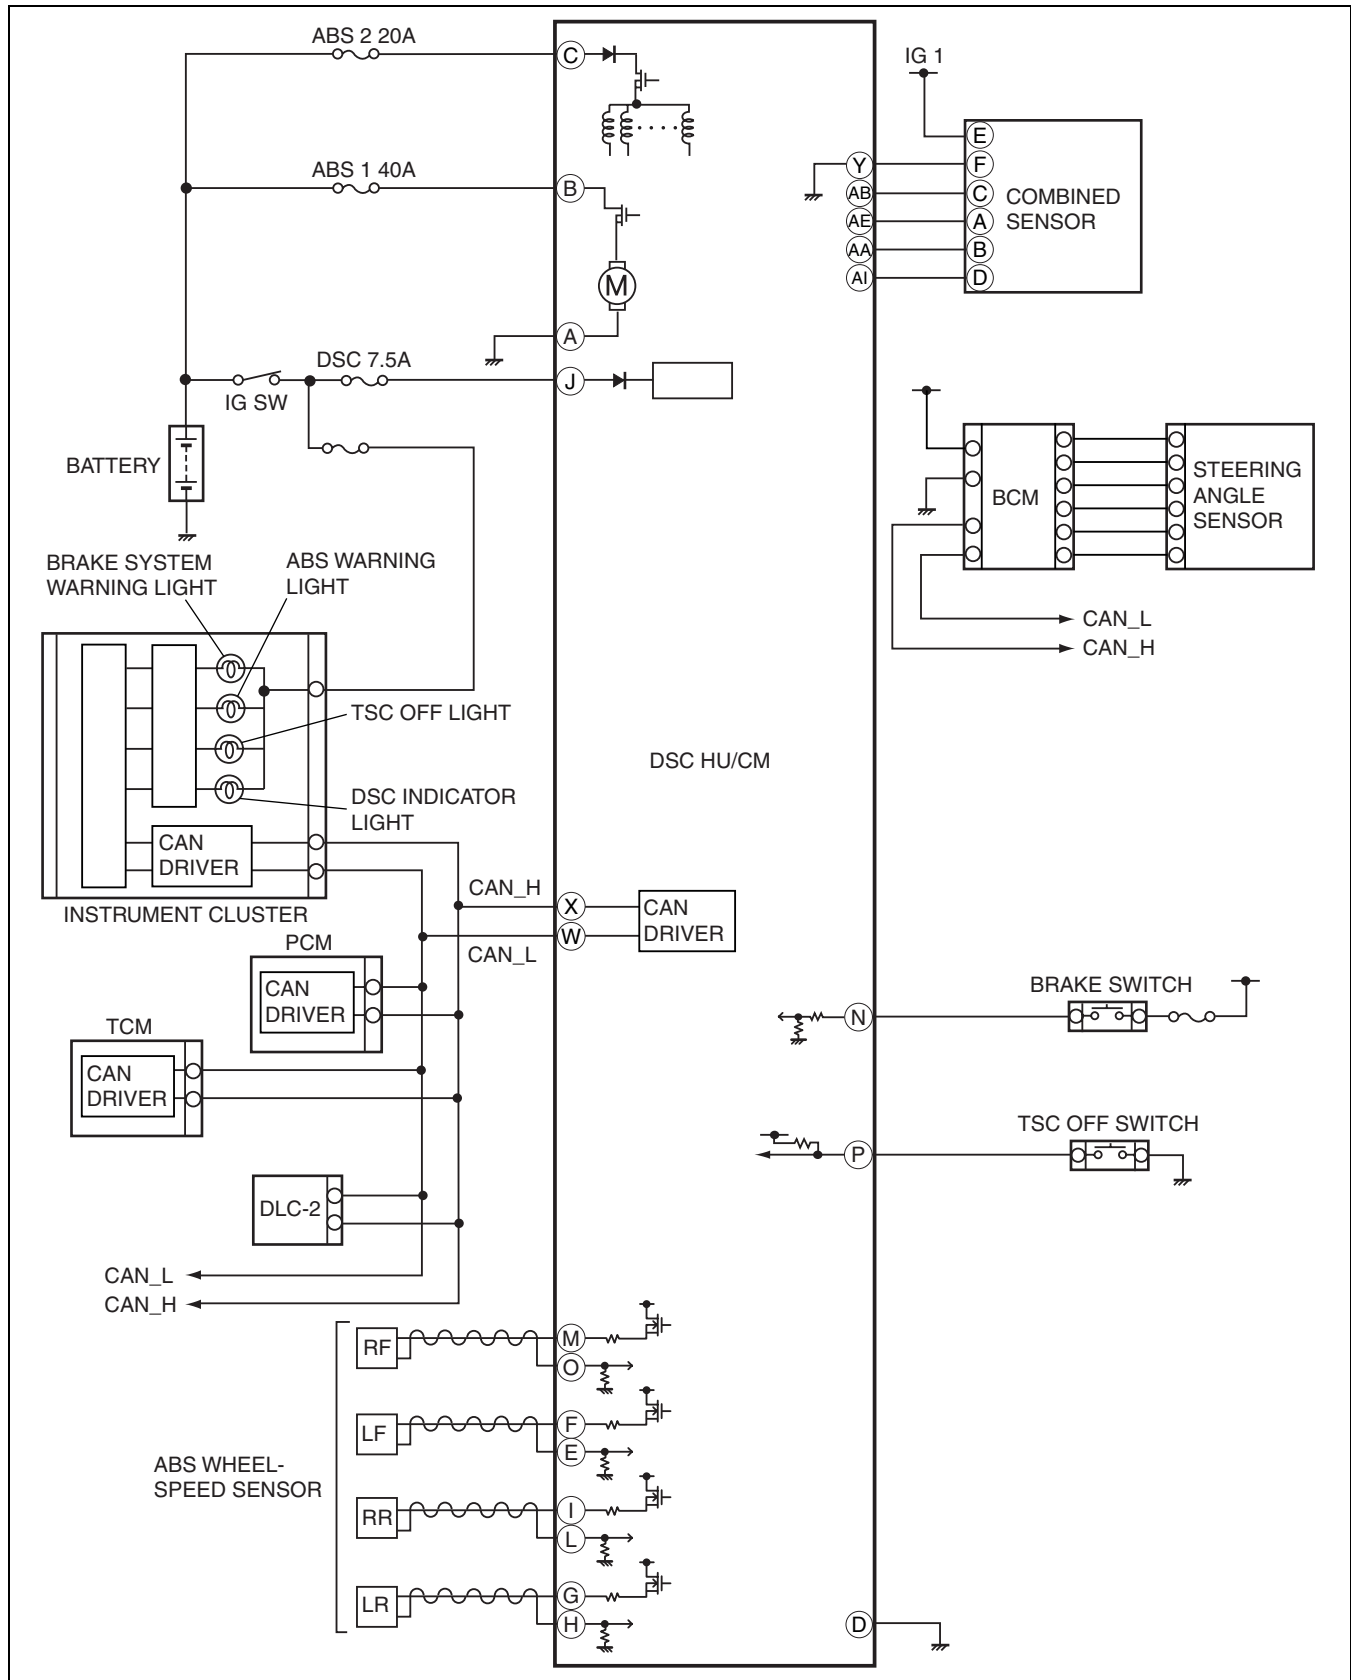 ABS 2 20A
C
IG 1
E
ABS 1 40A
B
Y
F
AB
C
COMBINED
SENSOR
AE
A
AA
B
AI
D
M
A
DSC 7.5A
J
IG SW
BATTERY
BCM
STEERING
ANGLE
SENSOR
CAN_L
CAN_H
BRAKE SYSTEM
WARNING LIGHT
ABS WARNING
LIGHT
TSC OFF LIGHT
DSC INDICATOR
LIGHT
CAN
DRIVER
INSTRUMENT CLUSTER
DSC HU/CM
CAN_H
X
W
CAN
DRIVER
CAN_L
PCM
CAN
DRIVER
TCM
CAN
DRIVER
DLC-2
CAN_L
CAN_H
BRAKE SWITCH
N
TSC OFF SWITCH
P
ABS WHEEL-
SPEED SENSOR
RF
M
O
LF
F
E
RR
I
L
LR
G
H
D